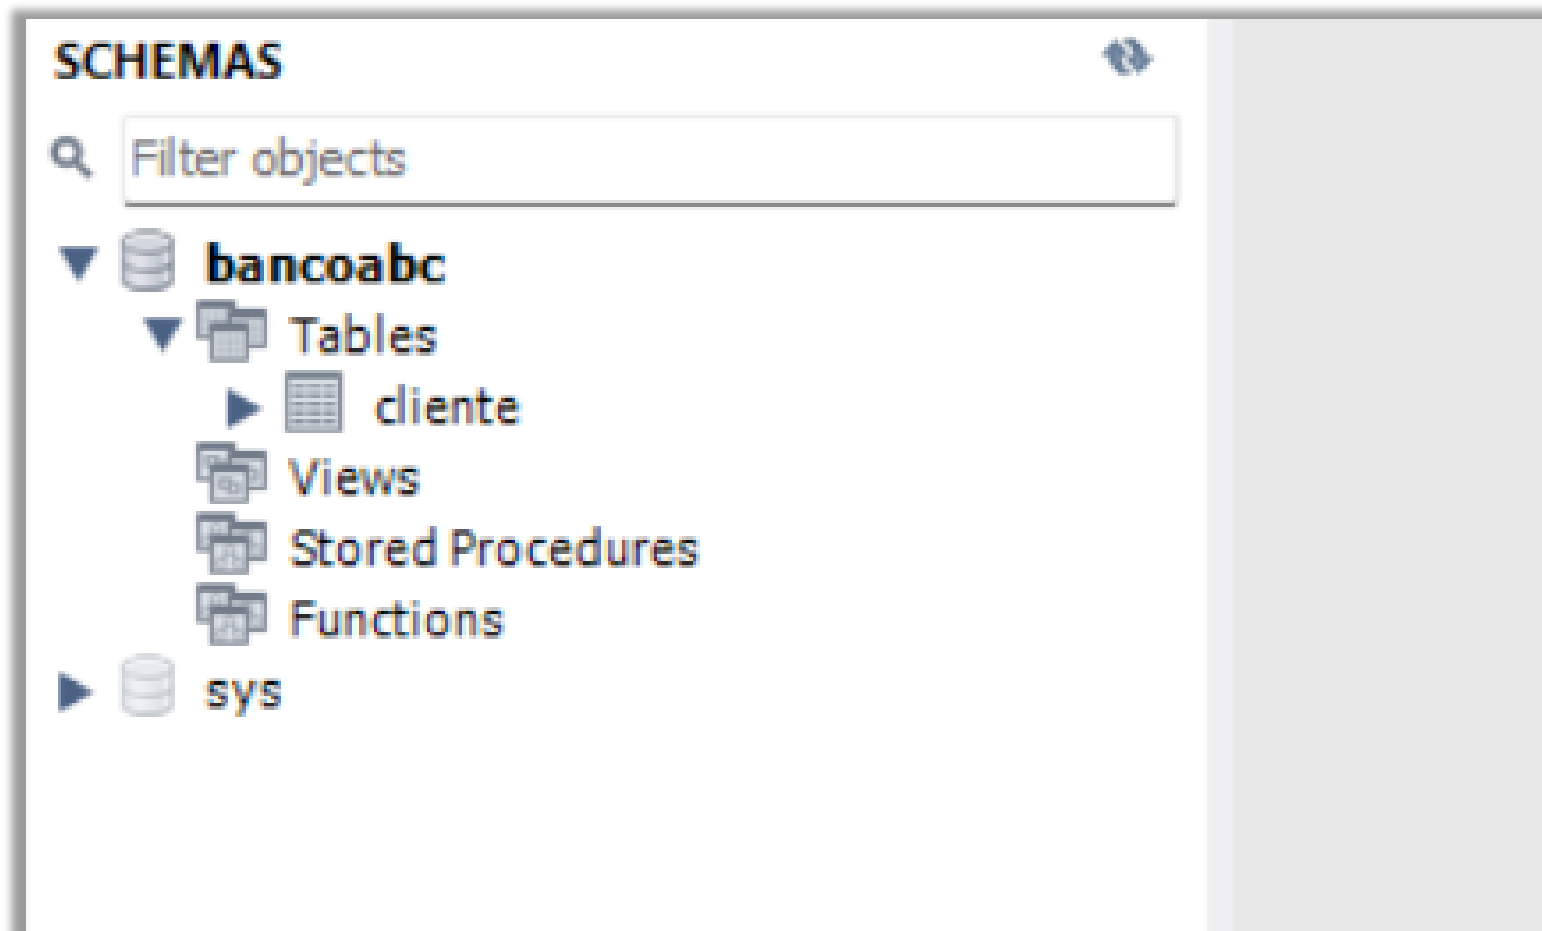 SCHEMAS
Filter objects
bancoabc
Tables
cliente
Views
Stored Procedures
Functions
sys